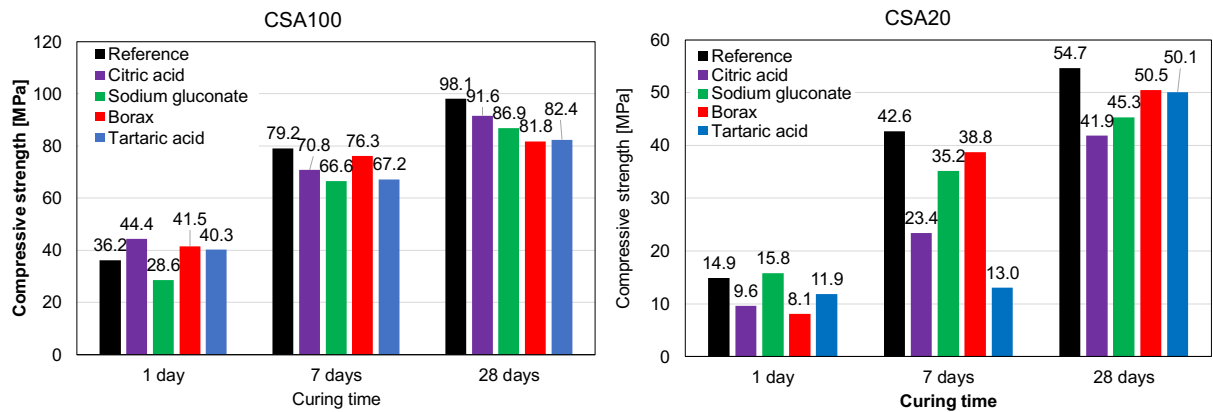 CSA100
Compressive strength [MPa]
120
100
80
60
40
20
0
Reference
Citric acid
Sodium gluconate
Borax
Tartaric acid
36.2
44.4
28.6
41.5
40.3
79.2
70.8
66.6
76.3
67.2
98.1
91.6
86.9
81.8
82.4
1 day
7 days
28 days
Curing time
CSA20
Compressive strength [MPa]
60
50
40
30
20
10
0
Reference
Citric acid
Sodium gluconate
Borax
Tartaric acid
14.9
9.6
15.8
8.1
11.9
42.6
23.4
35.2
38.8
13.0
54.7
41.9
45.3
50.5
50.1
1 day
7 days
28 days
Curing time